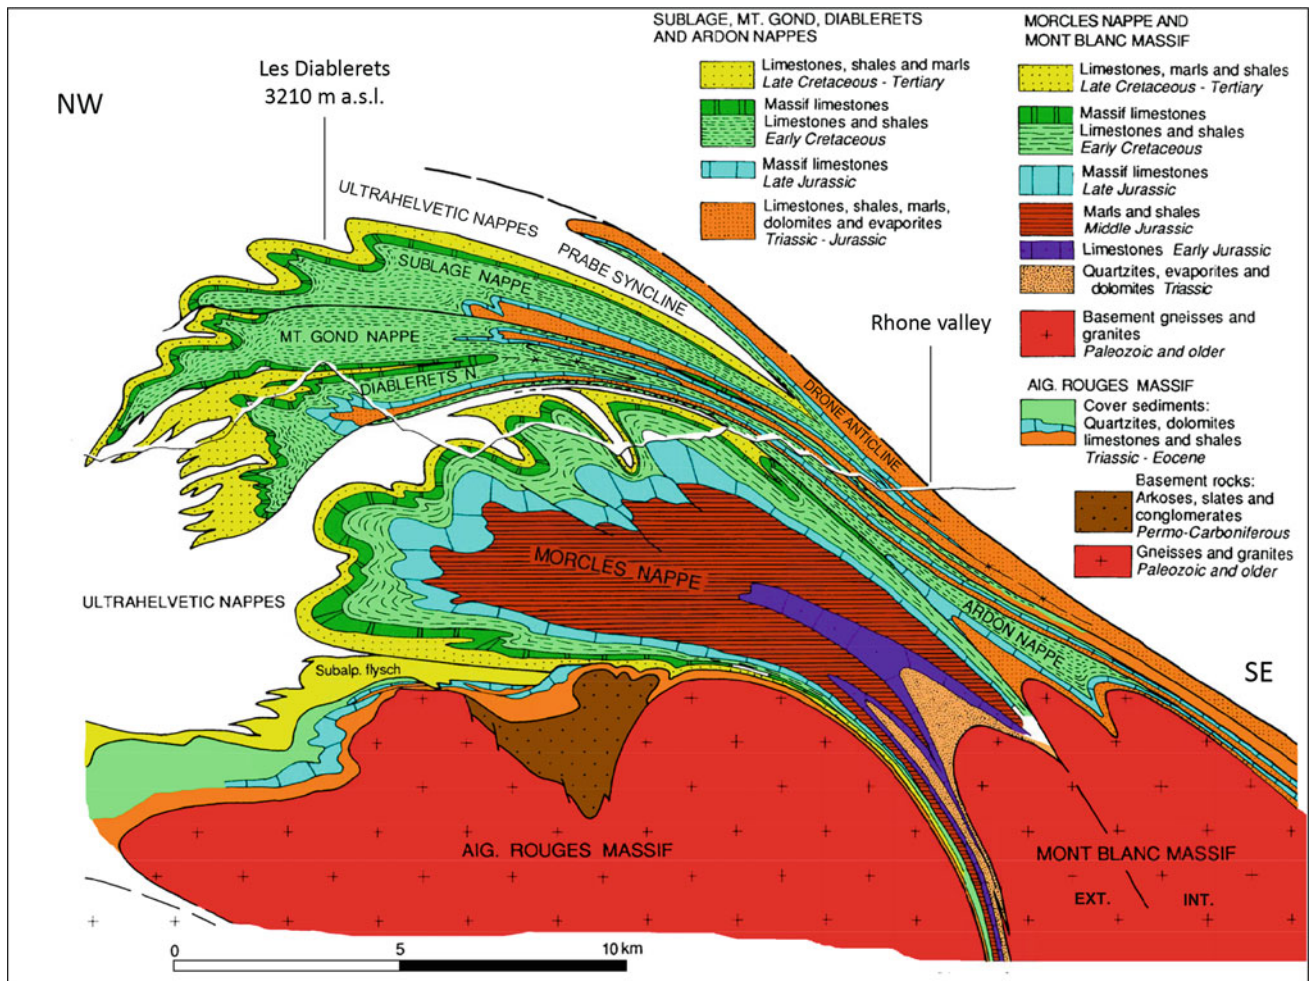 SUBLAGE, MT. GOND, DIABLERETS
AND ARDON NAPPES
Limestones, shales and marls
Late Cretaceous - Tertiary
Massif limestones
Limestones and shales
Early Cretaceous
Massif limestones
Late Jurassic
Limestones, shales, marls,
dolomites and evaporites
Triassic - Jurassic
MORCLES NAPPE AND
MONT BLANC MASSIF
Limestones, marls and shales
Late Cretaceous - Tertiary
Massif limestones
Limestones and shales
Early Cretaceous
Massif limestones
Late Jurassic
Marls and shales
Middle Jurassic
Limestones Early Jurassic
Quartzites, evaporites and
dolomites Triassic
Basement gneisses and
granites
Paleozoic and older
AIG. ROUGES MASSIF
Cover sediments:
Quartzites, dolomites
limestones and shales
Triassic - Eocene
Basement rocks:
Arkoses, slates and
conglomerates
Permo-Carboniferous
Gneisses and granites
Paleozoic and older
Les Diablerets
3210 m a.s.l.
NW
ULTRAHELVETIC NAPPES
PRABE SYNCLINE
SUBLAGE NAPPE
MT. GOND NAPPE
DIABLERETS N.
Rhone valley
DRONE ANTICLINE
MORCLES NAPPE
ULTRAHELVETIC NAPPES
ARDON NAPPE
Subalp. flysch
SE
AIG. ROUGES MASSIF
MONT BLANC MASSIF
EXT.
INT.
0
5
10 km